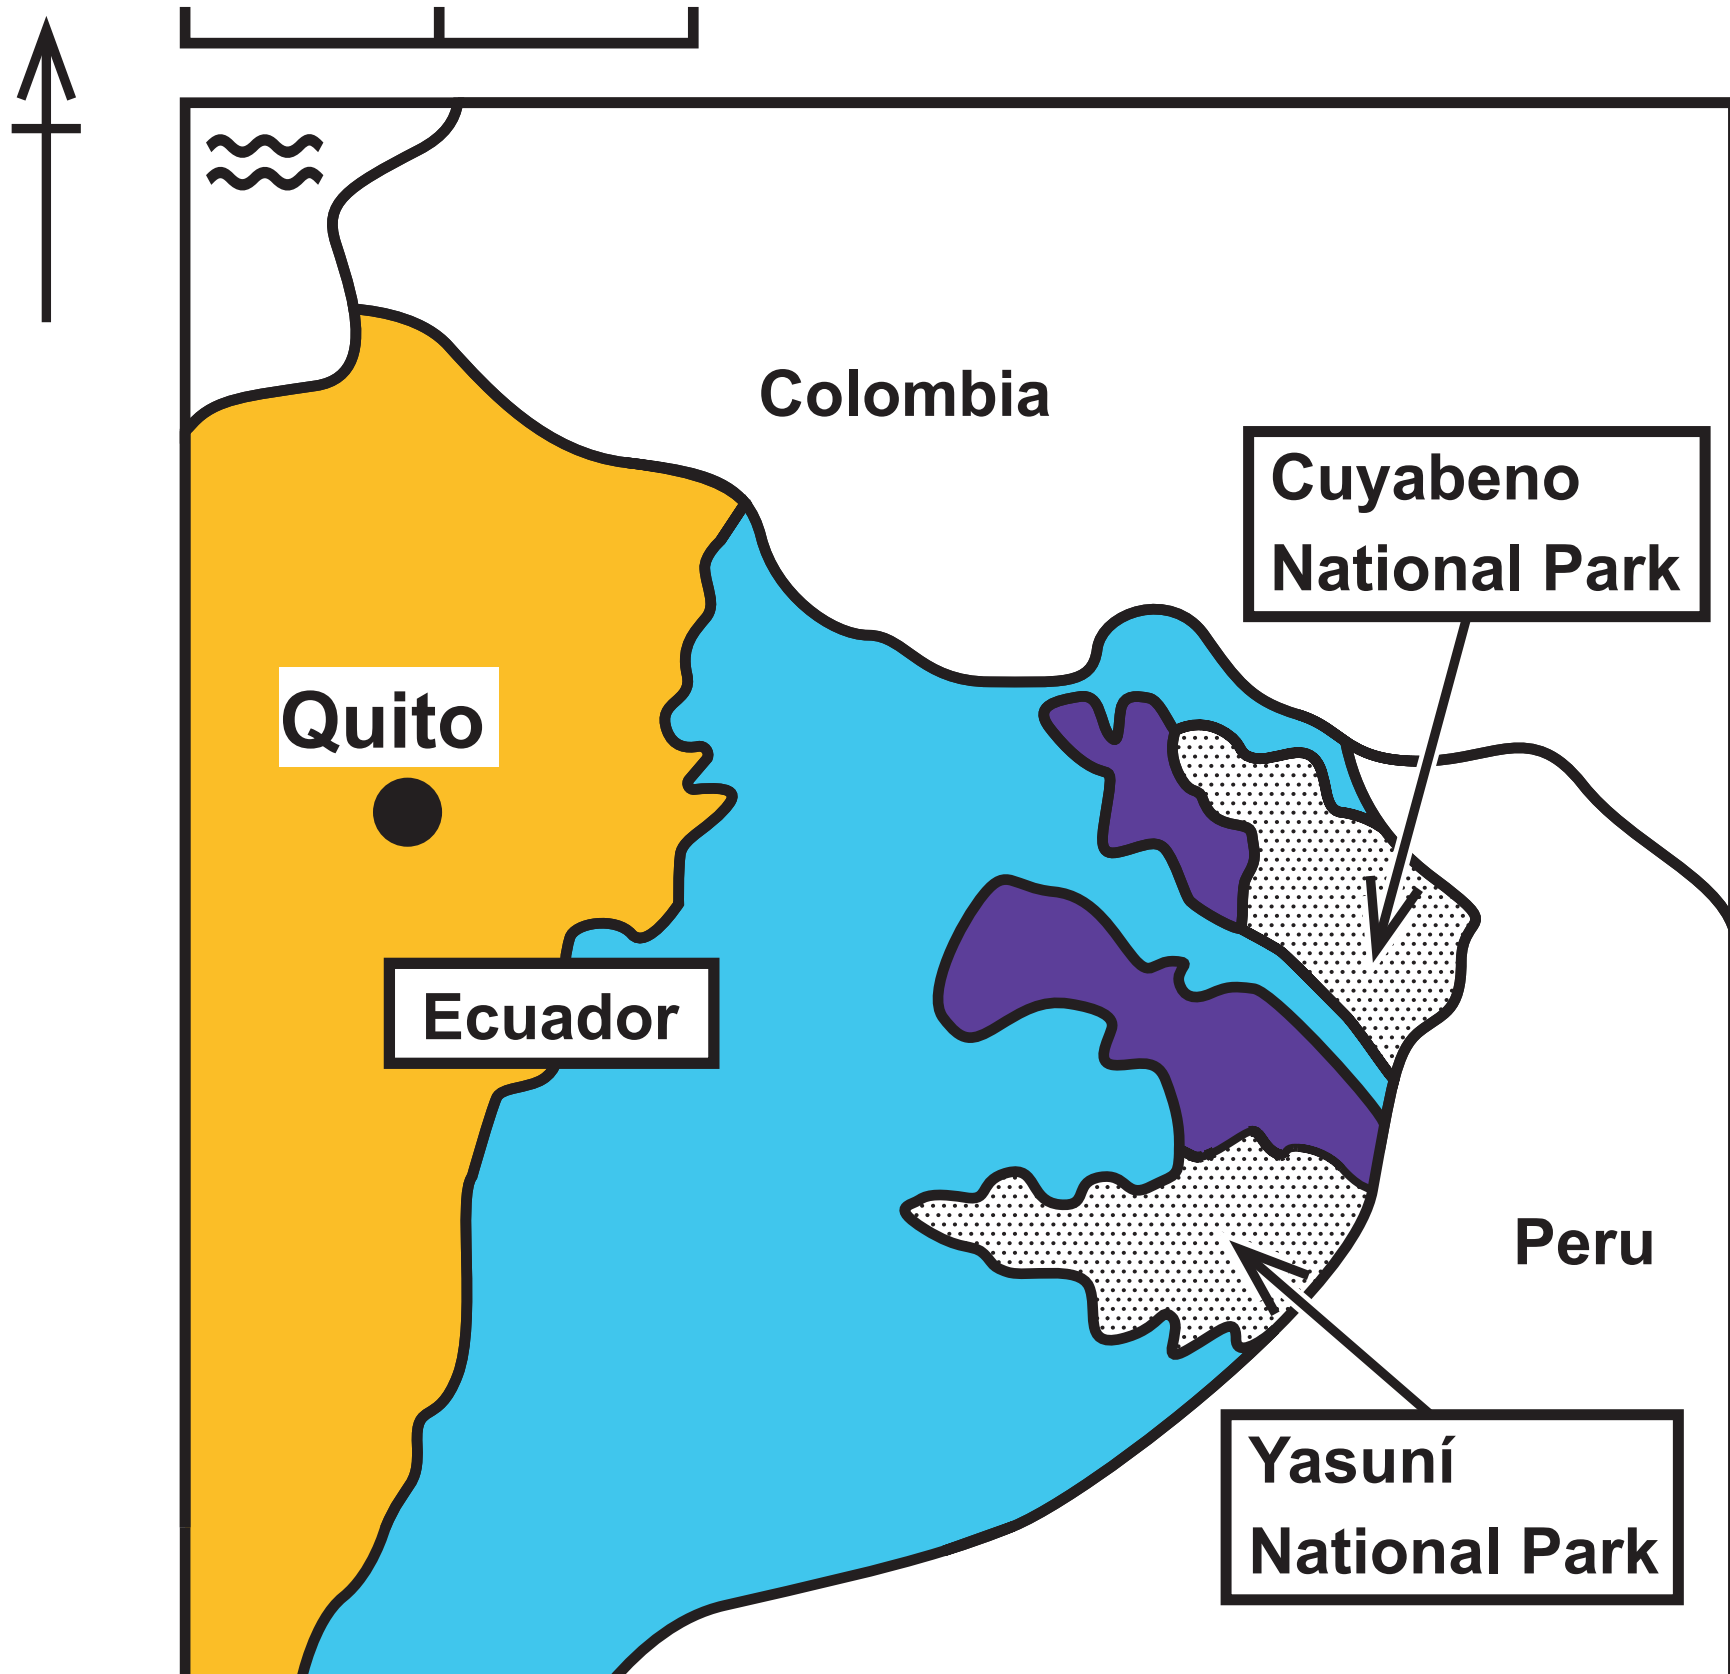 Colombia
Cuyabeno
National Park
Quito
Ecuador
Peru
Yasuní
National Park